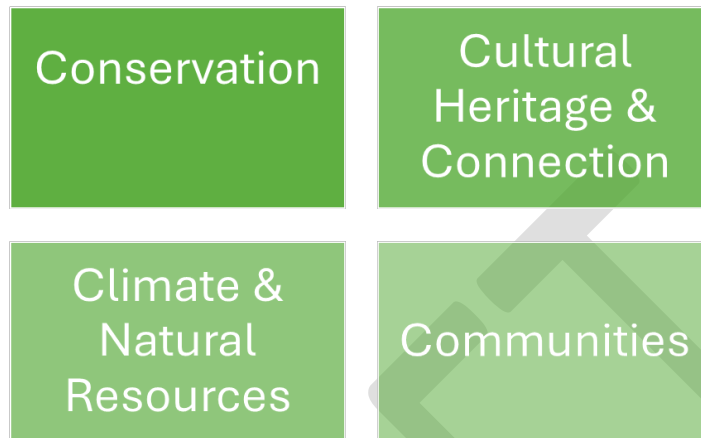 Conservation
Cultural
Heritage &
Connection
Climate &
Natural
Resources
Communities